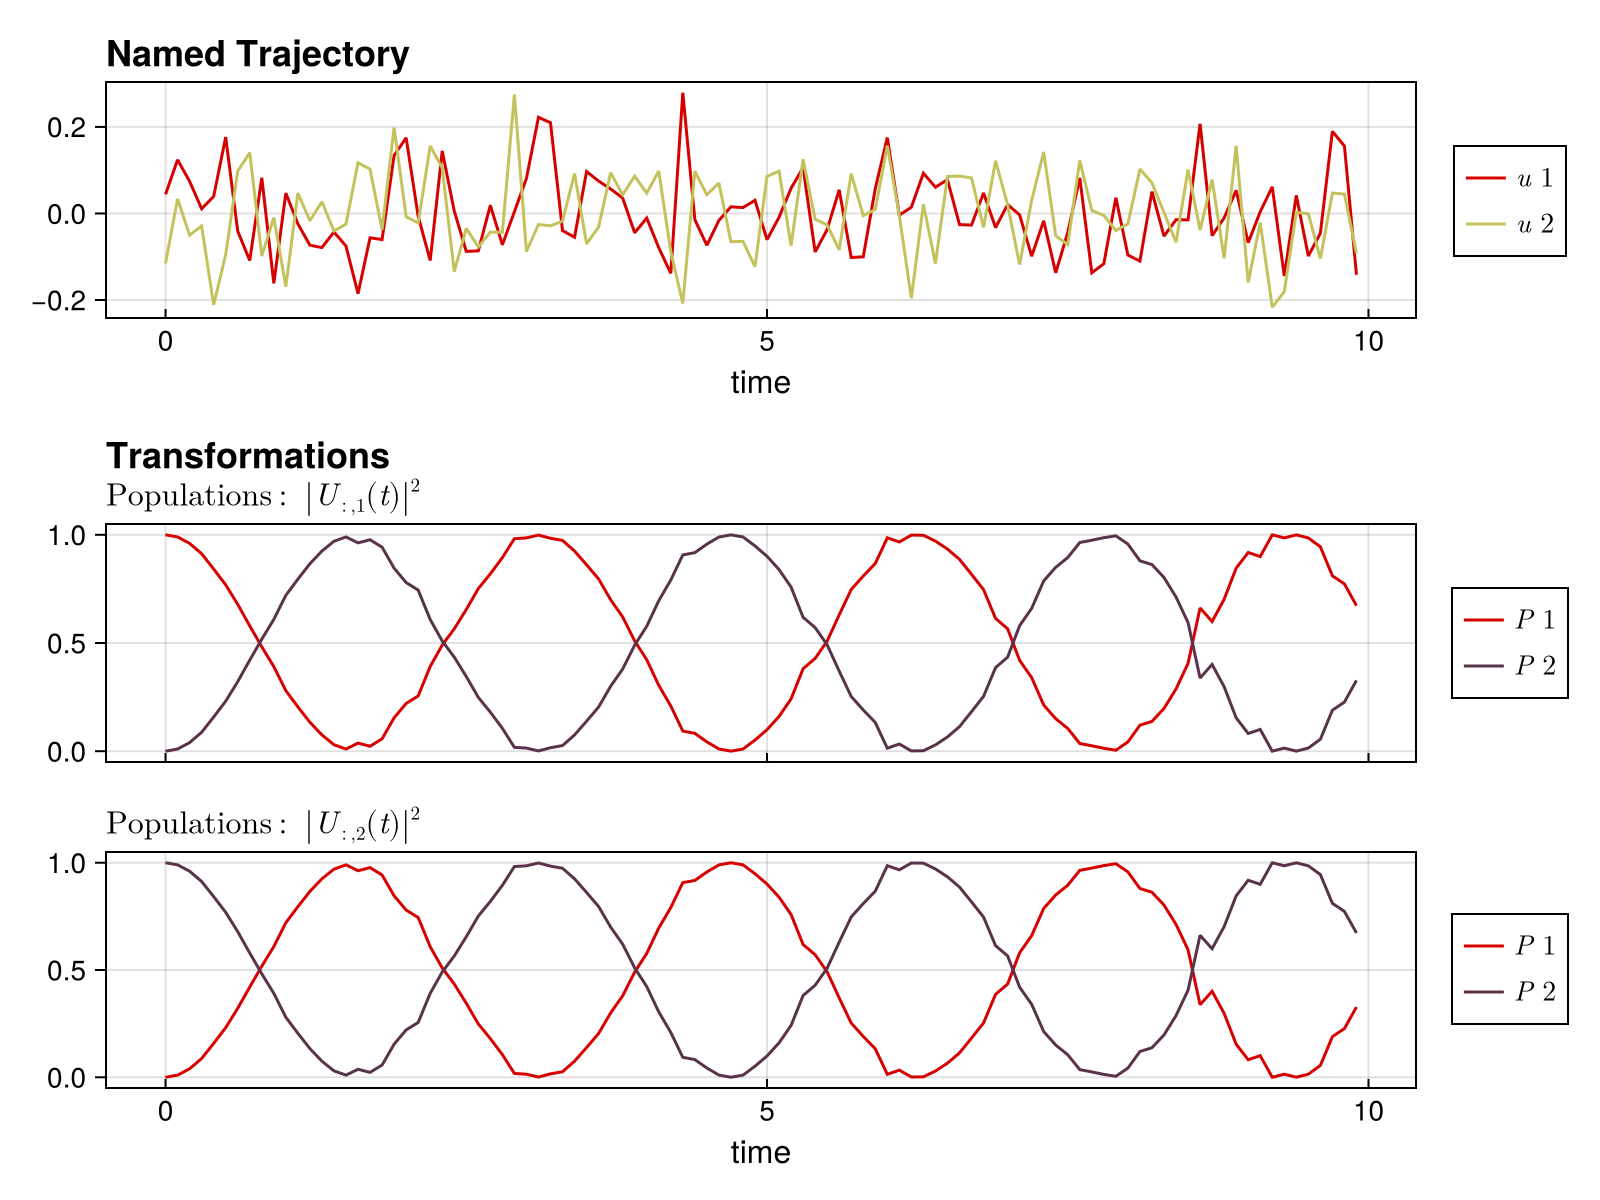 Named Trajectory
0.2
0.0
−0.2
0 5 10
time
u 1
u 2
Transformations
Populations: |U:,1(t)|²
1.0
0.5
0.0
P 1
P 2
Populations: |U:,2(t)|²
1.0
0.5
0.0
0 5 10
time
P 1
P 2